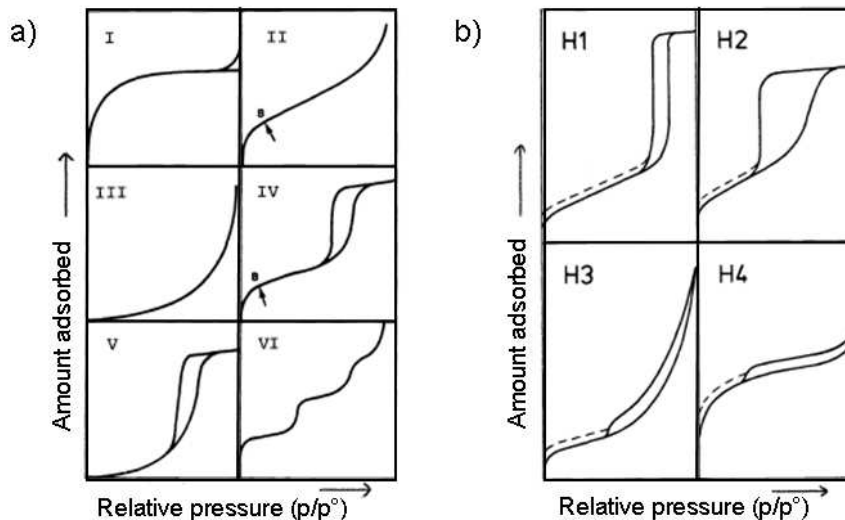 a)
I
II
B
III
IV
B
V
VI
Amount adsorbed
Relative pressure (p/p°)
b)
H1
H2
H3
H4
Amount adsorbed
Relative pressure (p/p°)